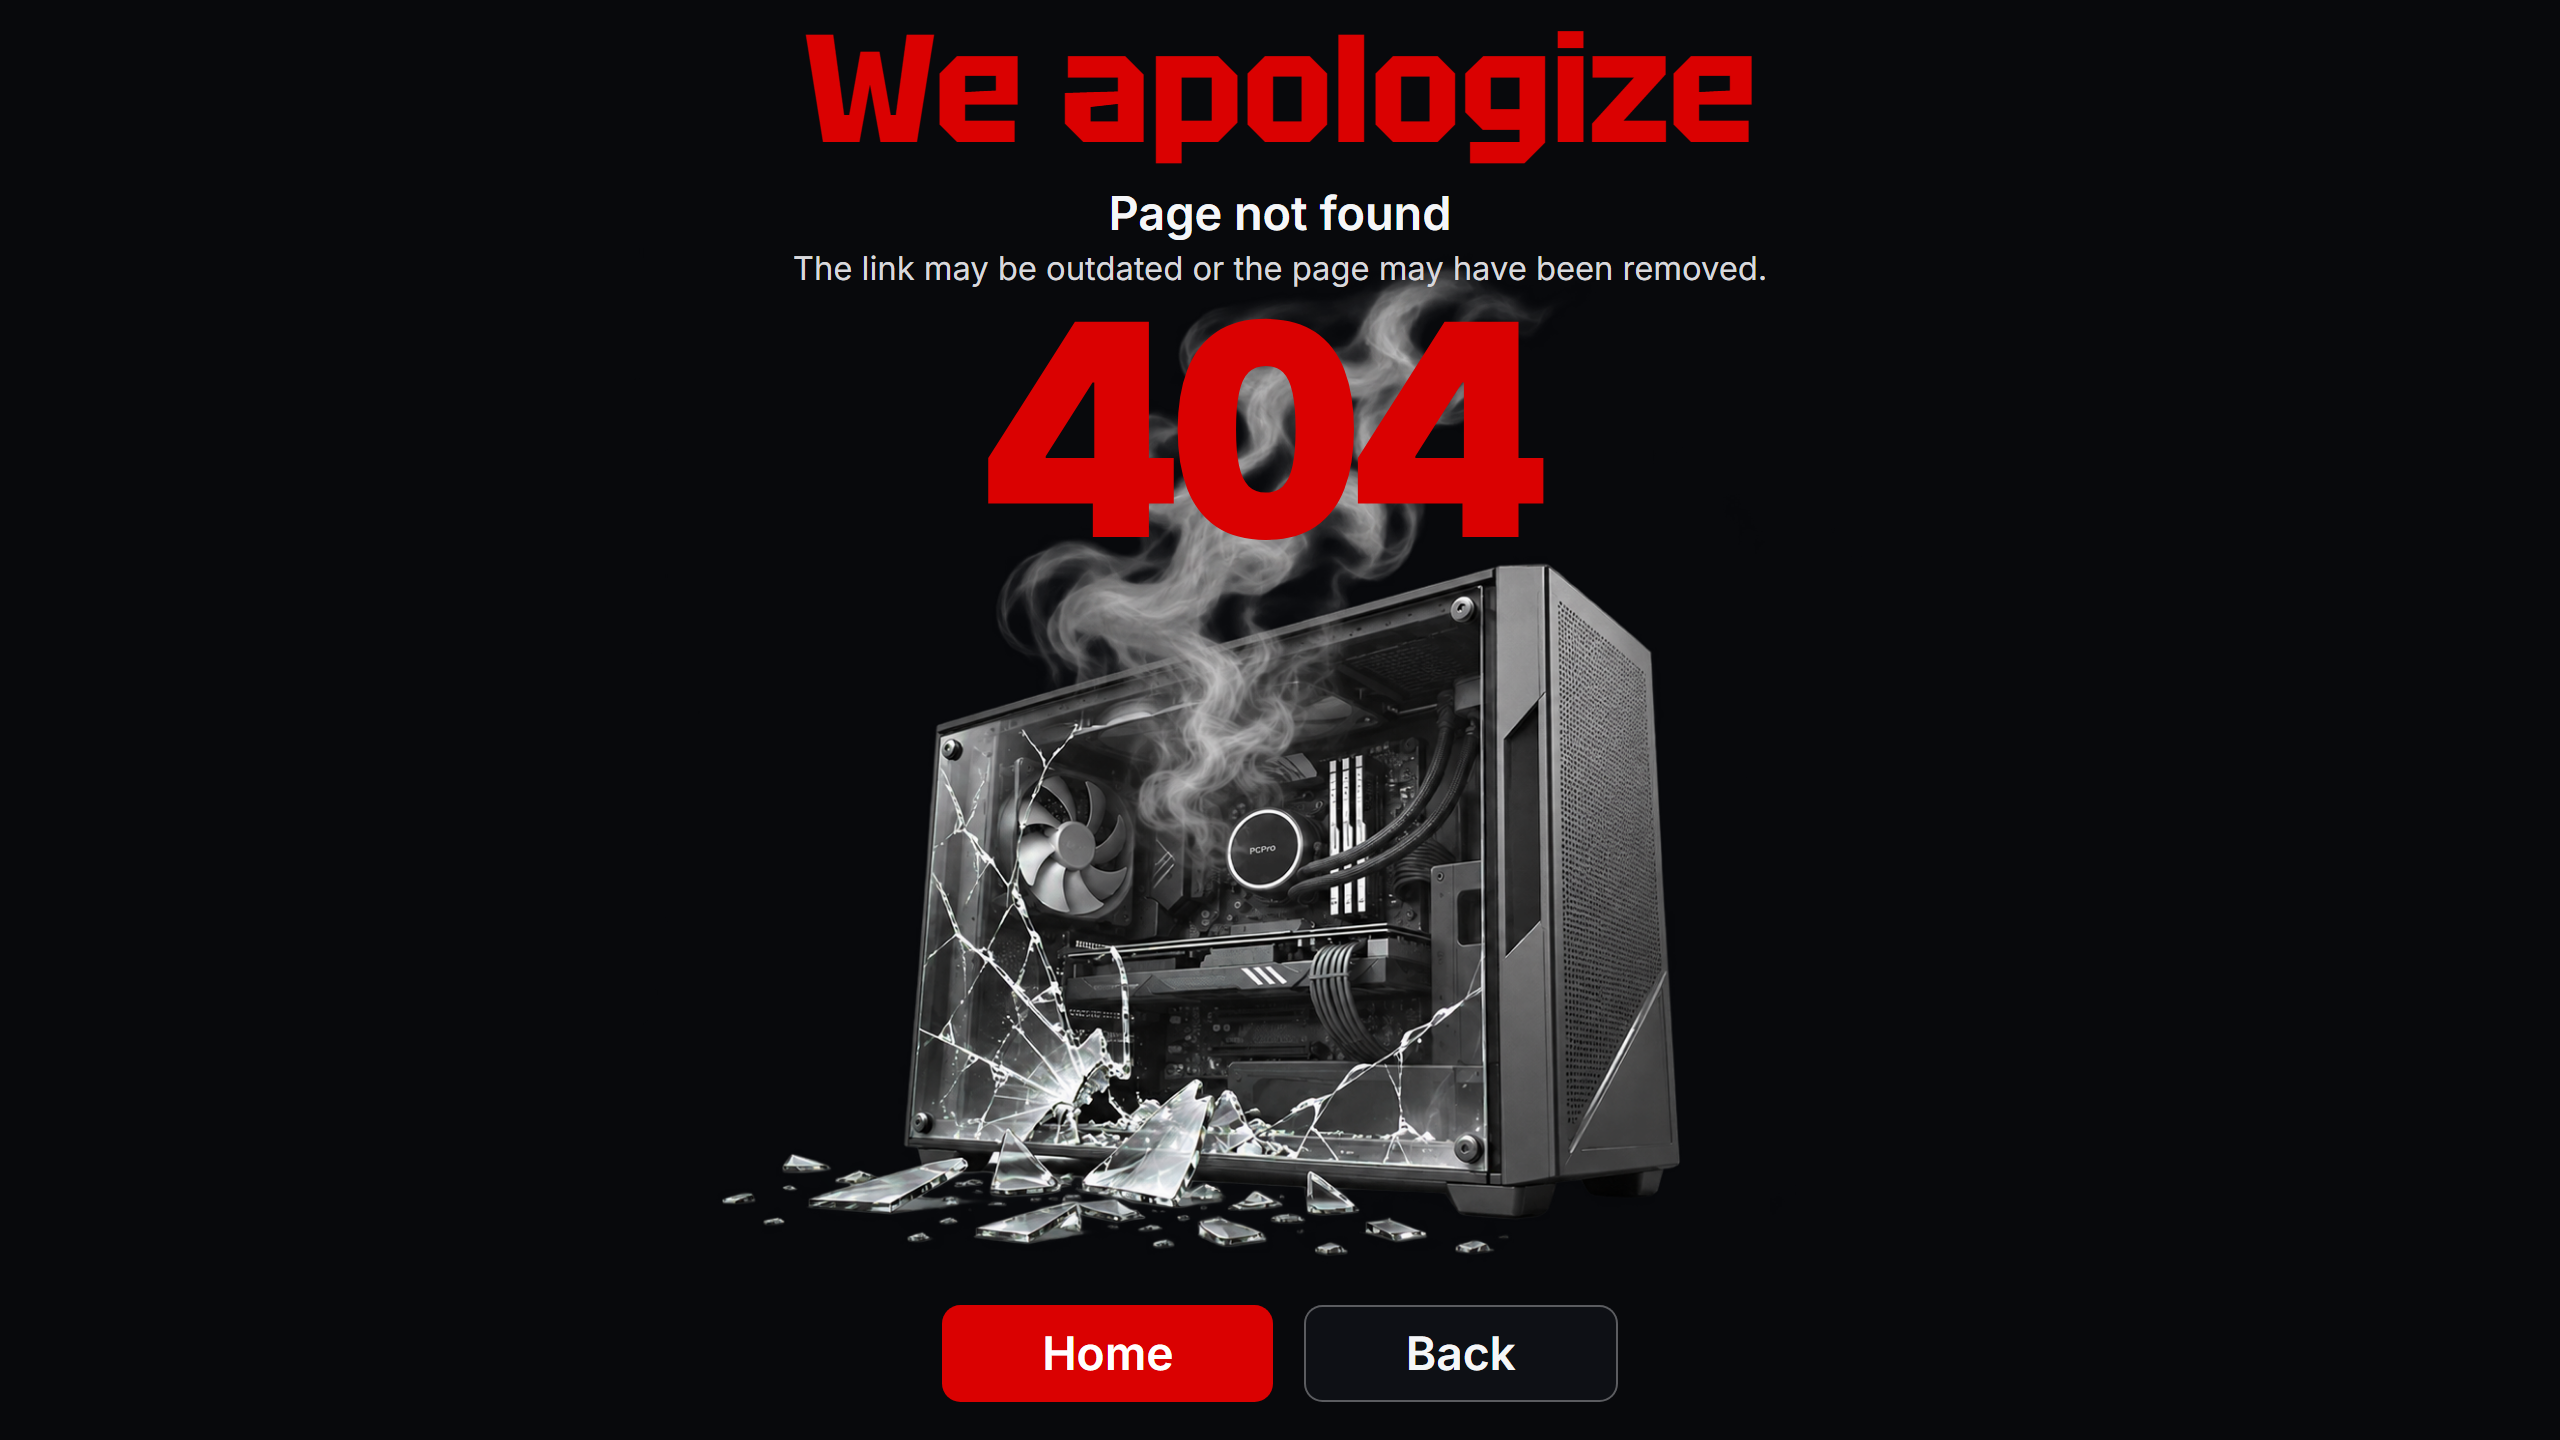 We apologize
Page not found
The link may be outdated or the page may have been removed.
404
PCPro
Home
Back